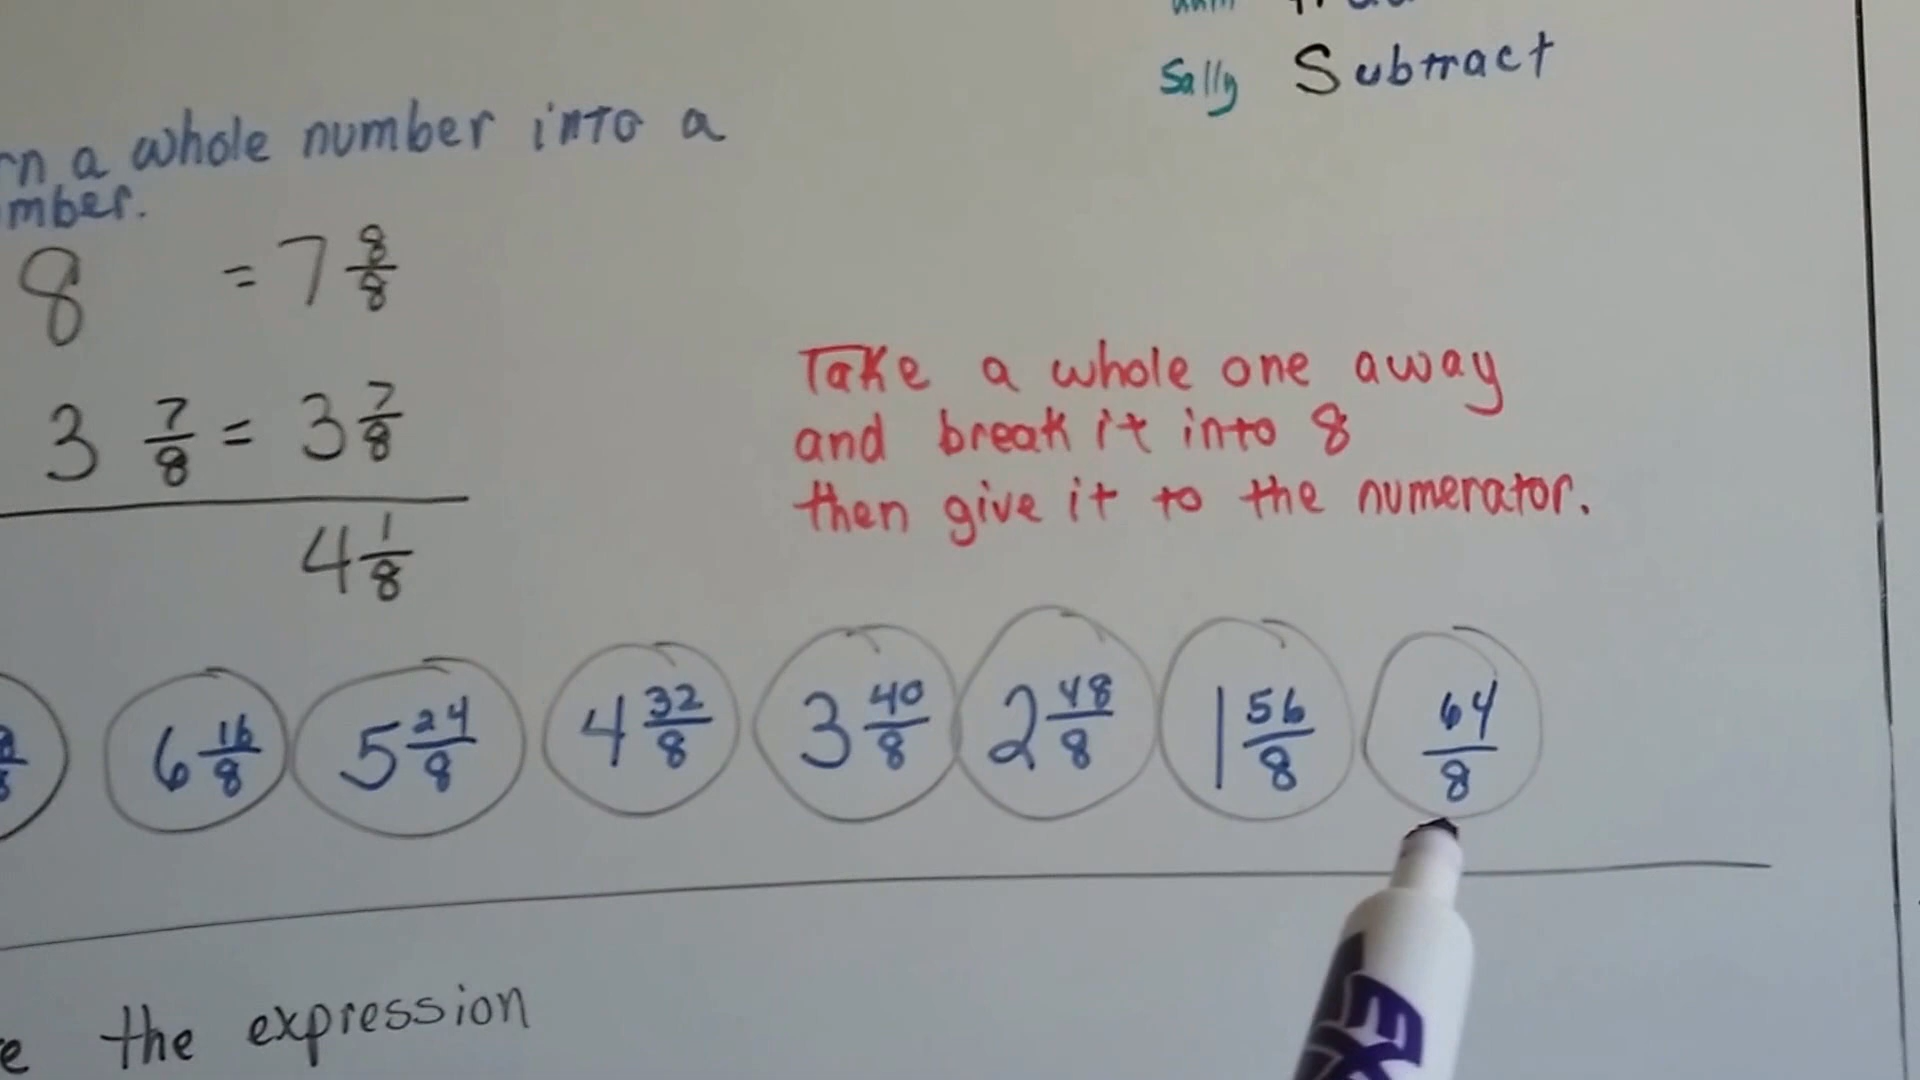 Sally Subtract
a whole number into a
8 = 7 8/8
3 7/8 = 3 7/8
4 1/8
Take a whole one away
and break it into 8
then give it to the numerator.
6 16/8 5 24/8 4 32/8 3 40/8 2 48/8 1 56/8 64/8
the expression